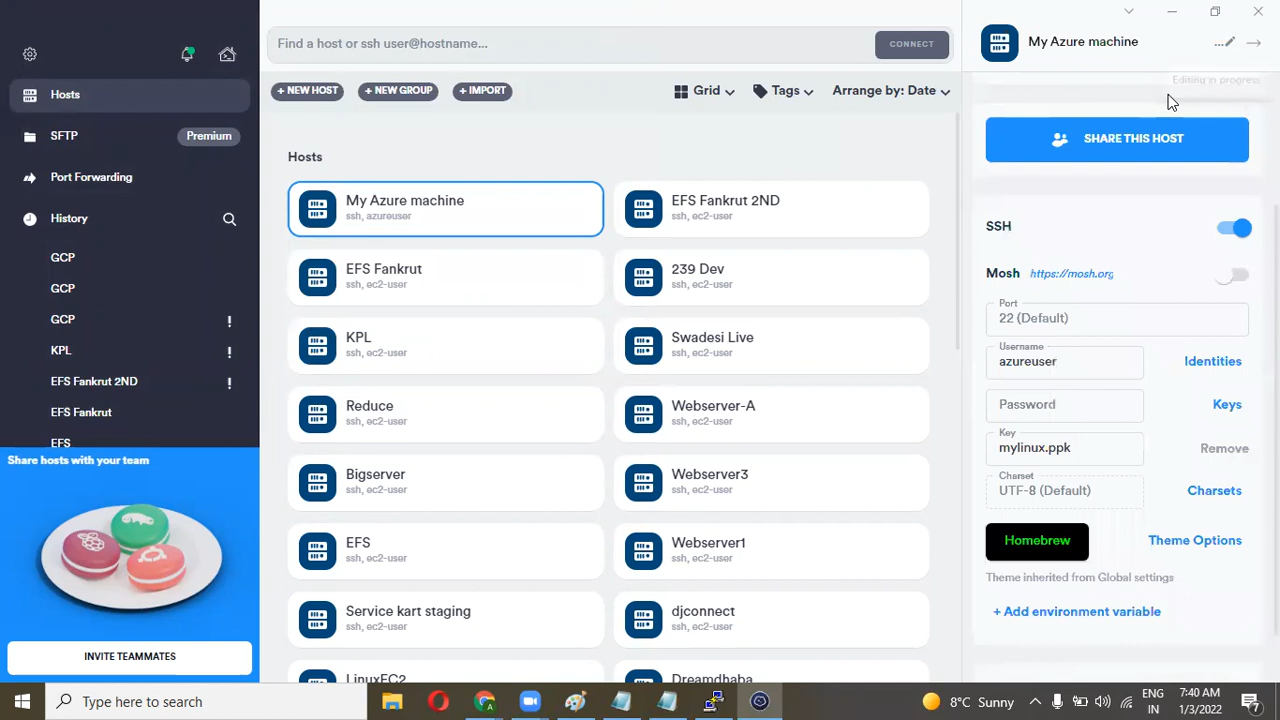 Find a host or ssh user@hostname...
CONNECT
My Azure machine
Editing in progress
Hosts
SFTP
Premium
Port Forwarding
History
GCP
GCP
GCP
!
KPL
!
EFS Fankrut 2ND
!
EFS Fankrut
EFS
Share hosts with your team
INVITE TEAMMATES
+ NEW HOST
+ NEW GROUP
+ IMPORT
Grid
Tags
Arrange by: Date
Hosts
My Azure machine
ssh, azureuser
EFS Fankrut 2ND
ssh, ec2-user
EFS Fankrut
ssh, ec2-user
239 Dev
ssh, ec2-user
KPL
ssh, ec2-user
Swadesi Live
ssh, ec2-user
Reduce
ssh, ec2-user
Webserver-A
ssh, ec2-user
Bigserver
ssh, ec2-user
Webserver3
ssh, ec2-user
EFS
ssh, ec2-user
Webserver1
ssh, ec2-user
Service kart staging
ssh, ec2-user
djconnect
ssh, ec2-user
LinuxEC2
Dreamdhaba
SHARE THIS HOST
SSH
Mosh https://mosh.org
Port
22 (Default)
Username
azureuser
Identities
Password
Keys
Key
mylinux.ppk
Remove
Charset
UTF-8 (Default)
Charsets
Homebrew
Theme Options
Theme inherited from Global settings
+ Add environment variable
Type here to search
8°C Sunny
ENG
IN
7:40 AM
1/3/2022
7